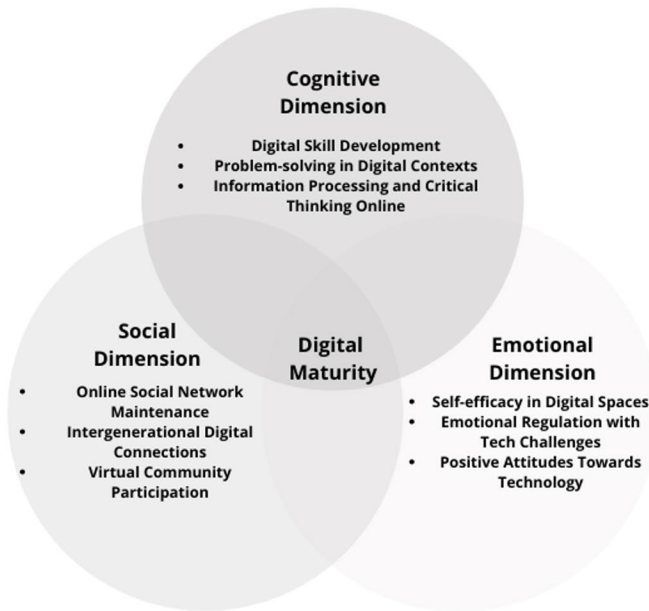 Cognitive
Dimension
• Digital Skill Development
• Problem-solving in Digital Contexts
• Information Processing and Critical
Thinking Online
Social
Dimension
• Online Social Network
Maintenance
• Intergenerational Digital
Connections
• Virtual Community
Participation
Digital
Maturity
Emotional
Dimension
• Self-efficacy in Digital Spaces
• Emotional Regulation with
Tech Challenges
• Positive Attitudes Towards
Technology